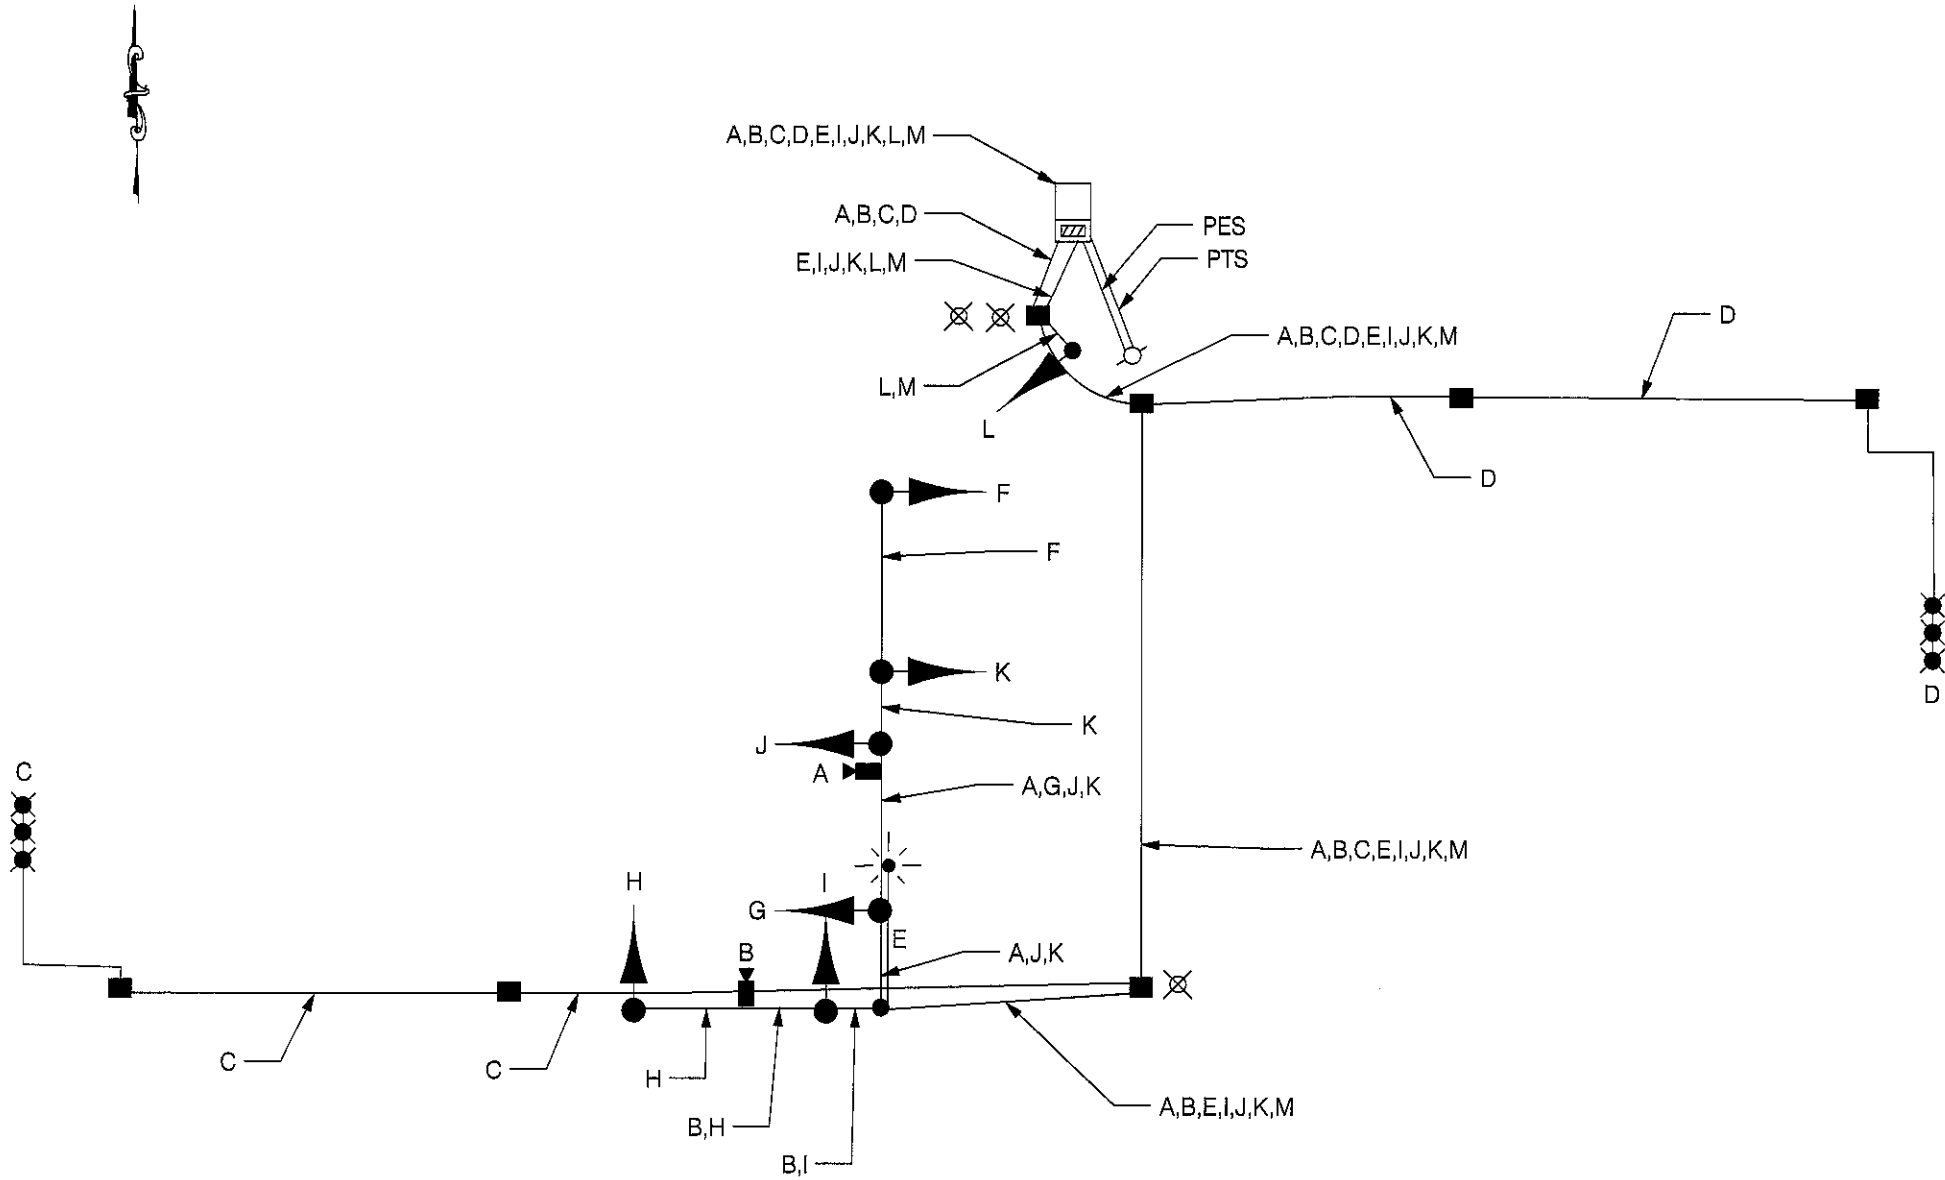 A,B,C,D,E,I,J,K,L,M
A,B,C,D
PES
E,I,J,K,L,M
PTS
D
A,B,C,D,E,I,J,K,M
L,M
L
D
F
F
K
D
K
J
C
A
A,G,J,K
A,B,C,E,I,J,K,M
H
I
G
E
B
A,J,K
C
C
H
A,B,E,I,J,K,M
B,H
B,I